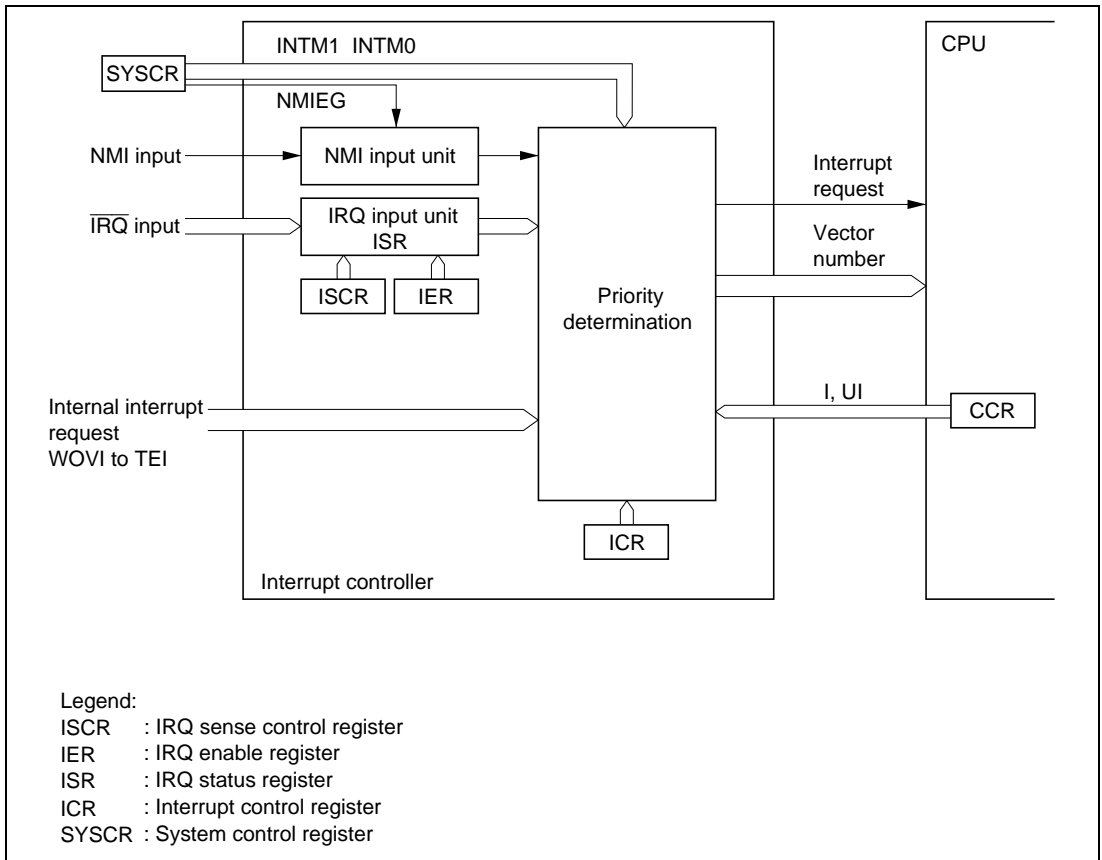 INTM1 INTM0
CPU
SYSCR
NMIEG
NMI input
NMI input unit
Interrupt
request
IRQ input
IRQ input unit
ISR
Vector
number
ISCR
IER
Priority
determination
I, UI
CCR
Internal interrupt
request
WOVI to TEI
ICR
Interrupt controller
Legend:
ISCR : IRQ sense control register
IER : IRQ enable register
ISR : IRQ status register
ICR : Interrupt control register
SYSCR : System control register